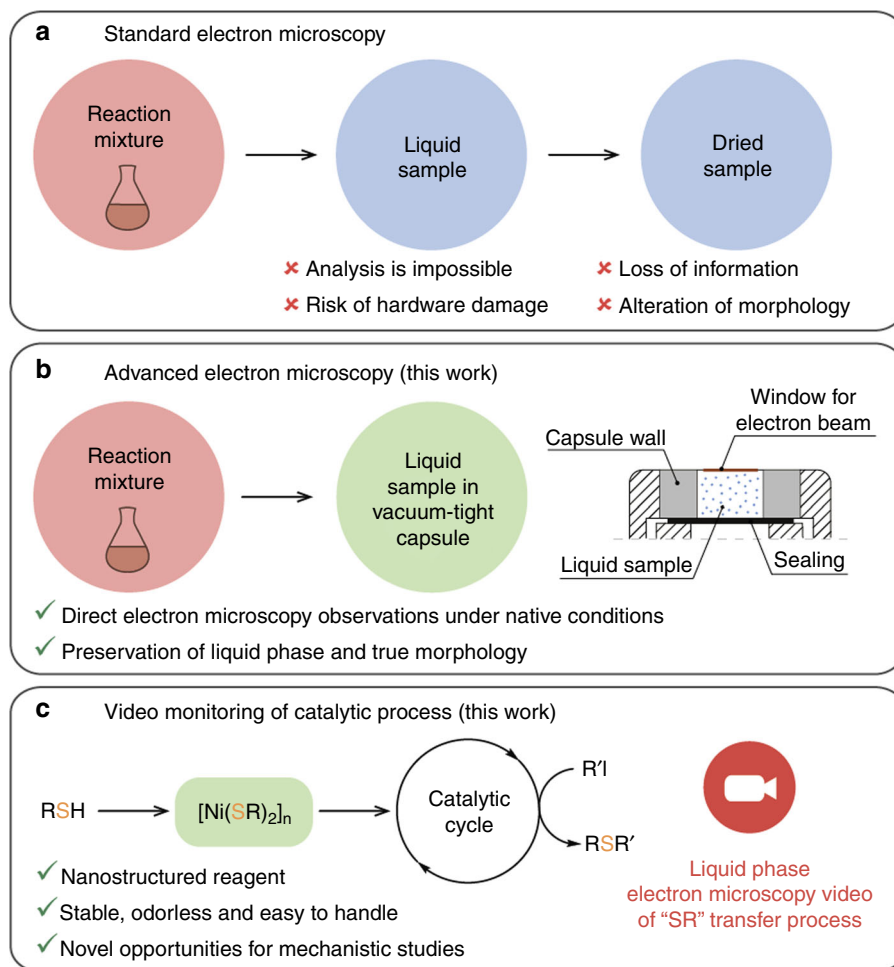 a Standard electron microscopy
Reaction
mixture
Liquid
sample
Dried
sample
✘ Analysis is impossible
✘ Risk of hardware damage
✘ Loss of information
✘ Alteration of morphology
b Advanced electron microscopy (this work)
Reaction
mixture
Liquid
sample in
vacuum-tight
capsule
Window for
electron beam
Capsule wall
Liquid sample
Sealing
✓ Direct electron microscopy observations under native conditions
✓ Preservation of liquid phase and true morphology
c Video monitoring of catalytic process (this work)
RSH
[Ni(SR)₂]ₙ
Catalytic
cycle
R′I
RSR′
✓ Nanostructured reagent
✓ Stable, odorless and easy to handle
✓ Novel opportunities for mechanistic studies
Liquid phase
electron microscopy video
of “SR” transfer process